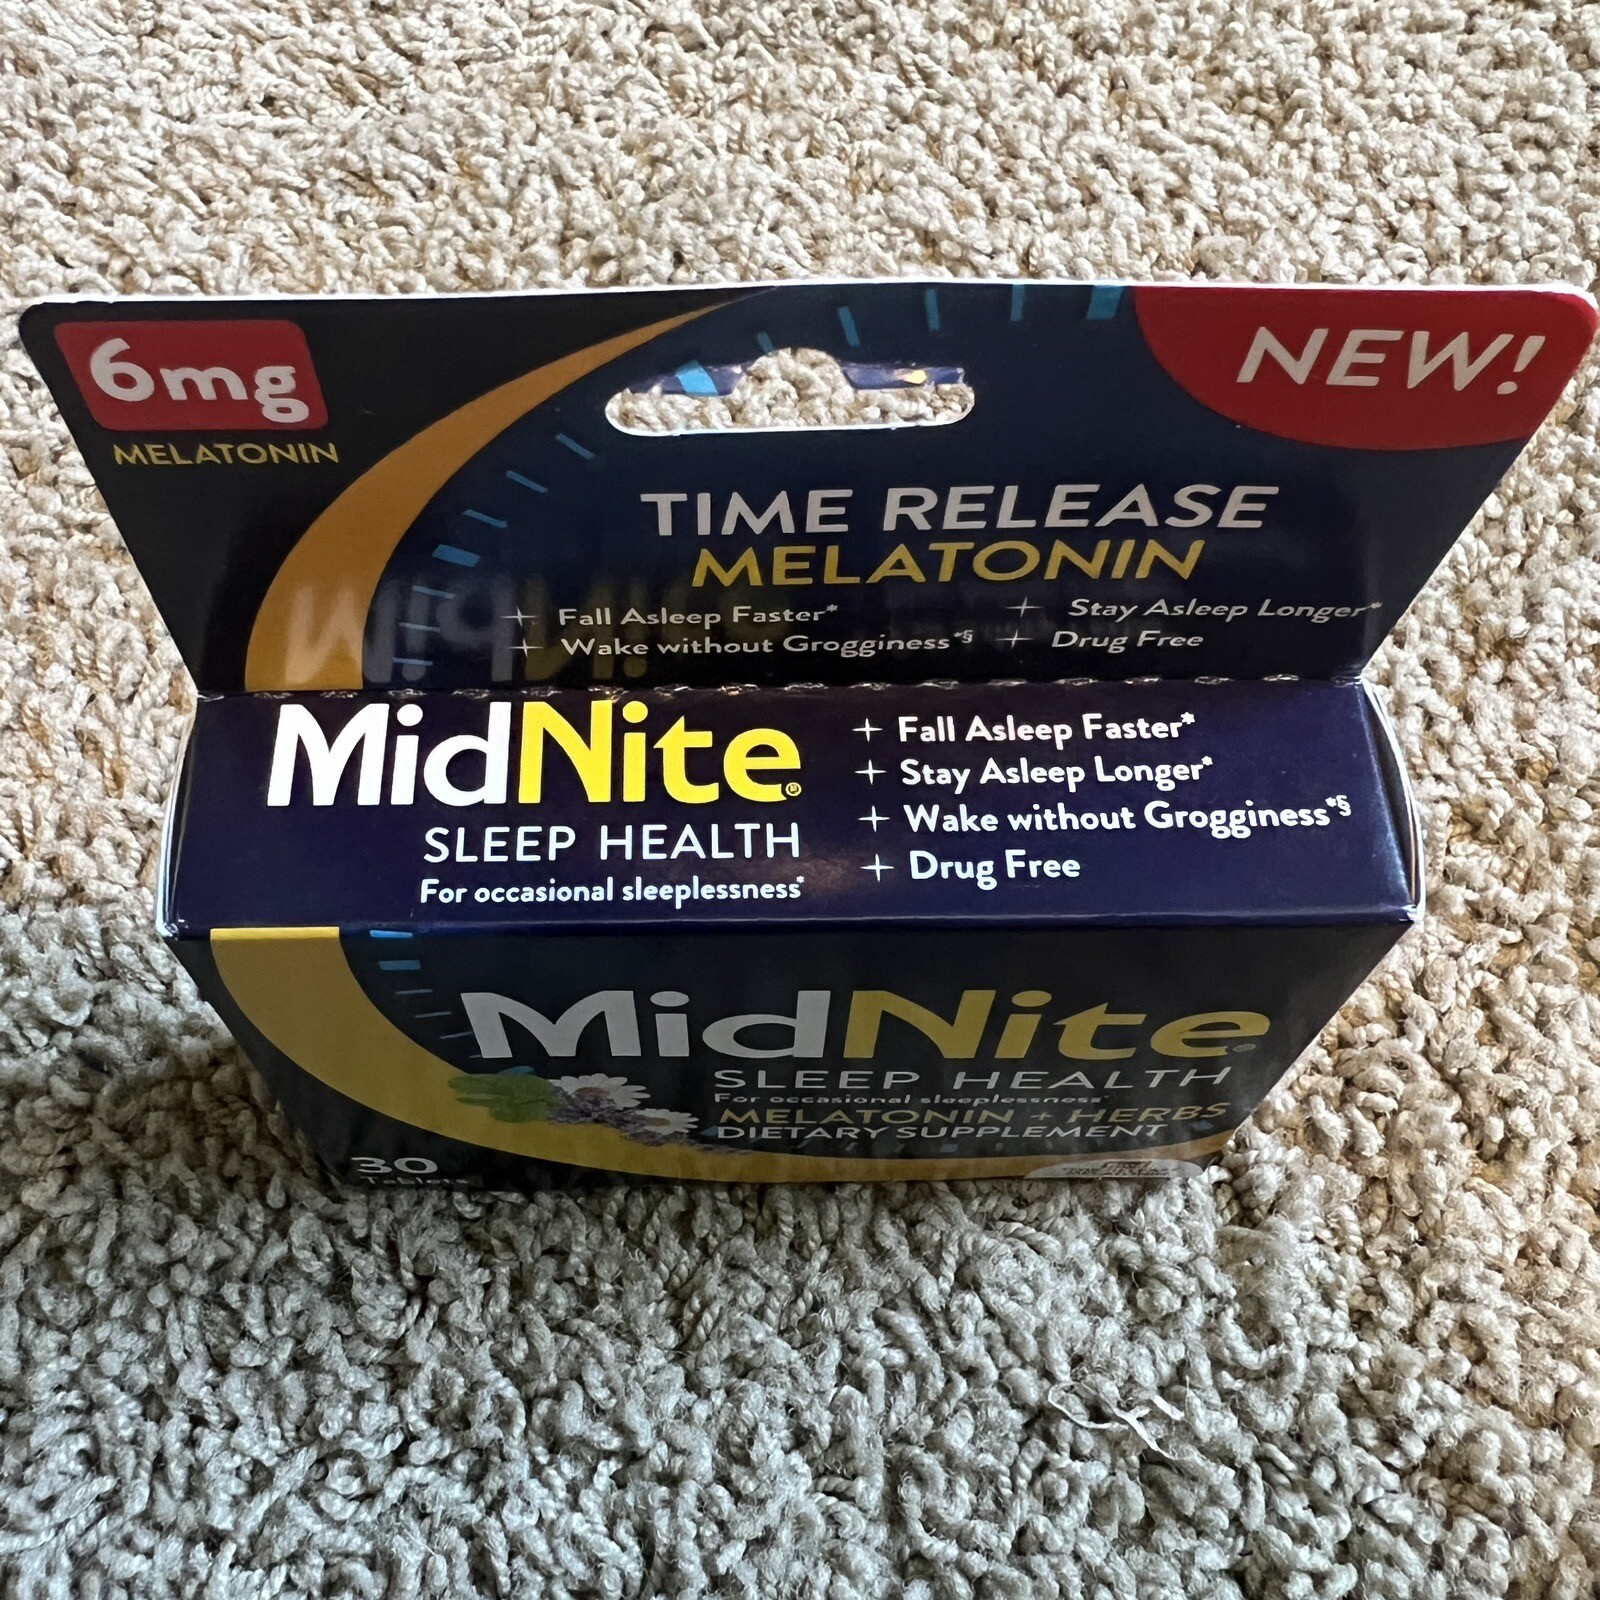 6mg
MELATONIN
NEW!
TIME RELEASE
MELATONIN
Fall Asleep Faster*
Stay Asleep Longer*
Wake without Grogginess*§
Drug Free
MidNite®
SLEEP HEALTH
For occasional sleeplessness*
+ Fall Asleep Faster*
+ Stay Asleep Longer*
+ Wake without Grogginess*§
+ Drug Free
MidNite®
SLEEP HEALTH
For occasional sleeplessness*
MELATONIN + HERBS
DIETARY SUPPLEMENT
30
Tablets